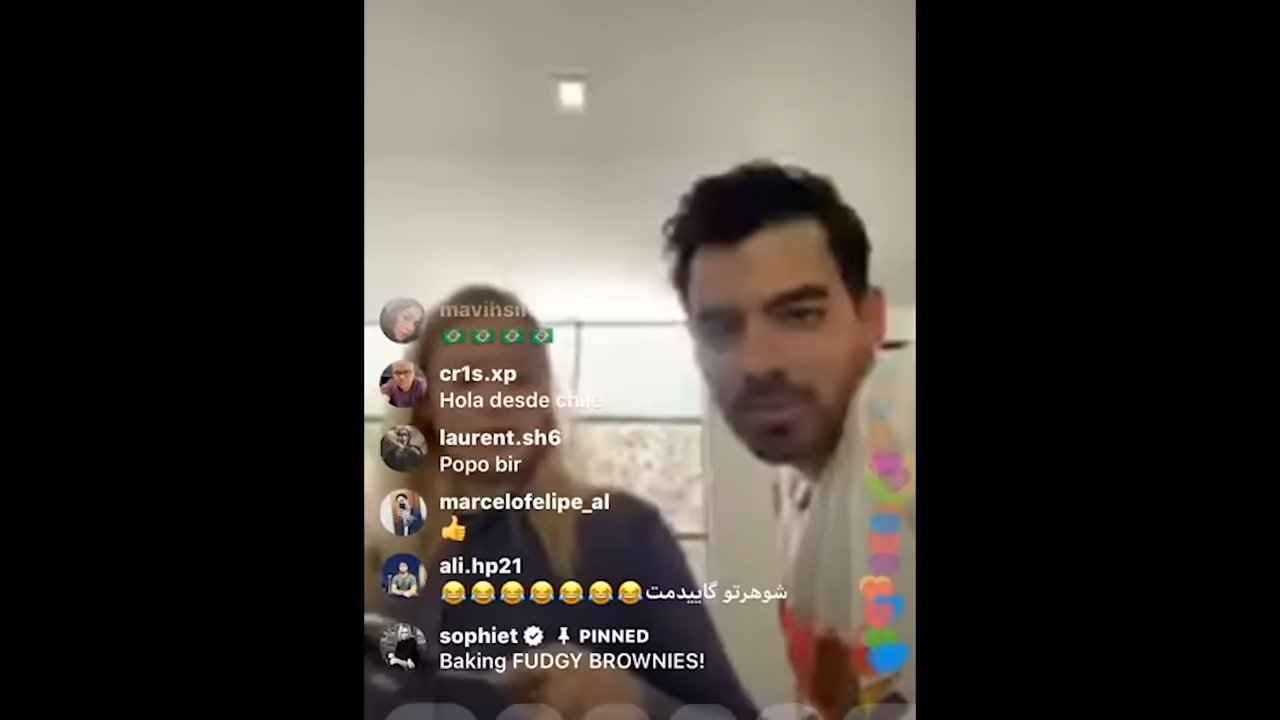 cr1s.xp
Hola desde chile
laurent.sh6
Popo bir
marcelofelipe_al
👍
ali.hp21
😂😂😂😂😂😂😂شوهرتو گاییدمت
sophiet PINNED
Baking FUDGY BROWNIES!